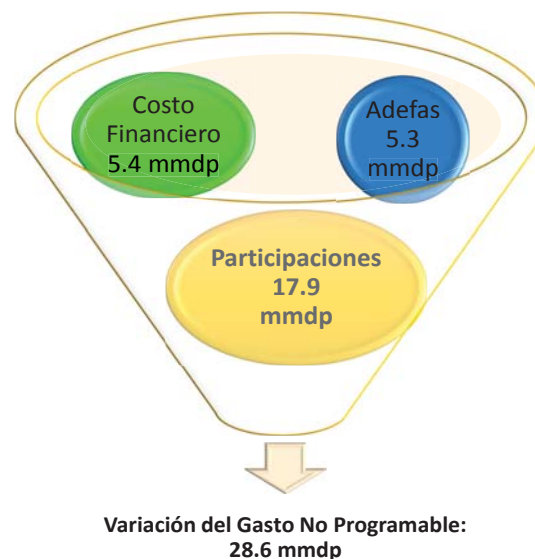 Costo
Financiero
5.4 mmdp
Adefas
5.3
mmdp
Participaciones
17.9
mmdp
Variación del Gasto No Programable:
28.6 mmdp